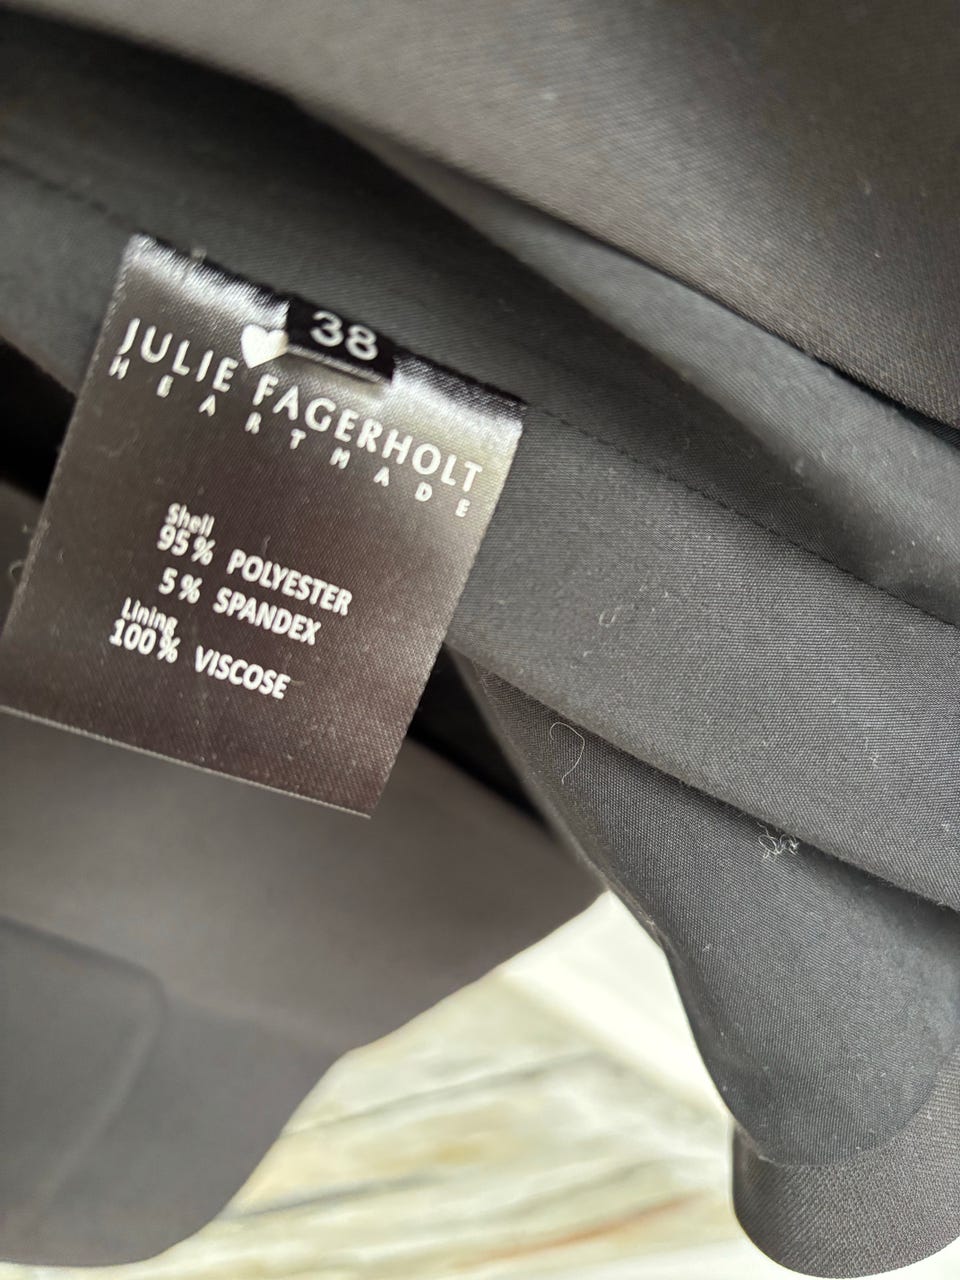 38
JULIE FAGERHOLT
HEARTMADE
Shell
95% POLYESTER
5% SPANDEX
Lining
100% VISCOSE